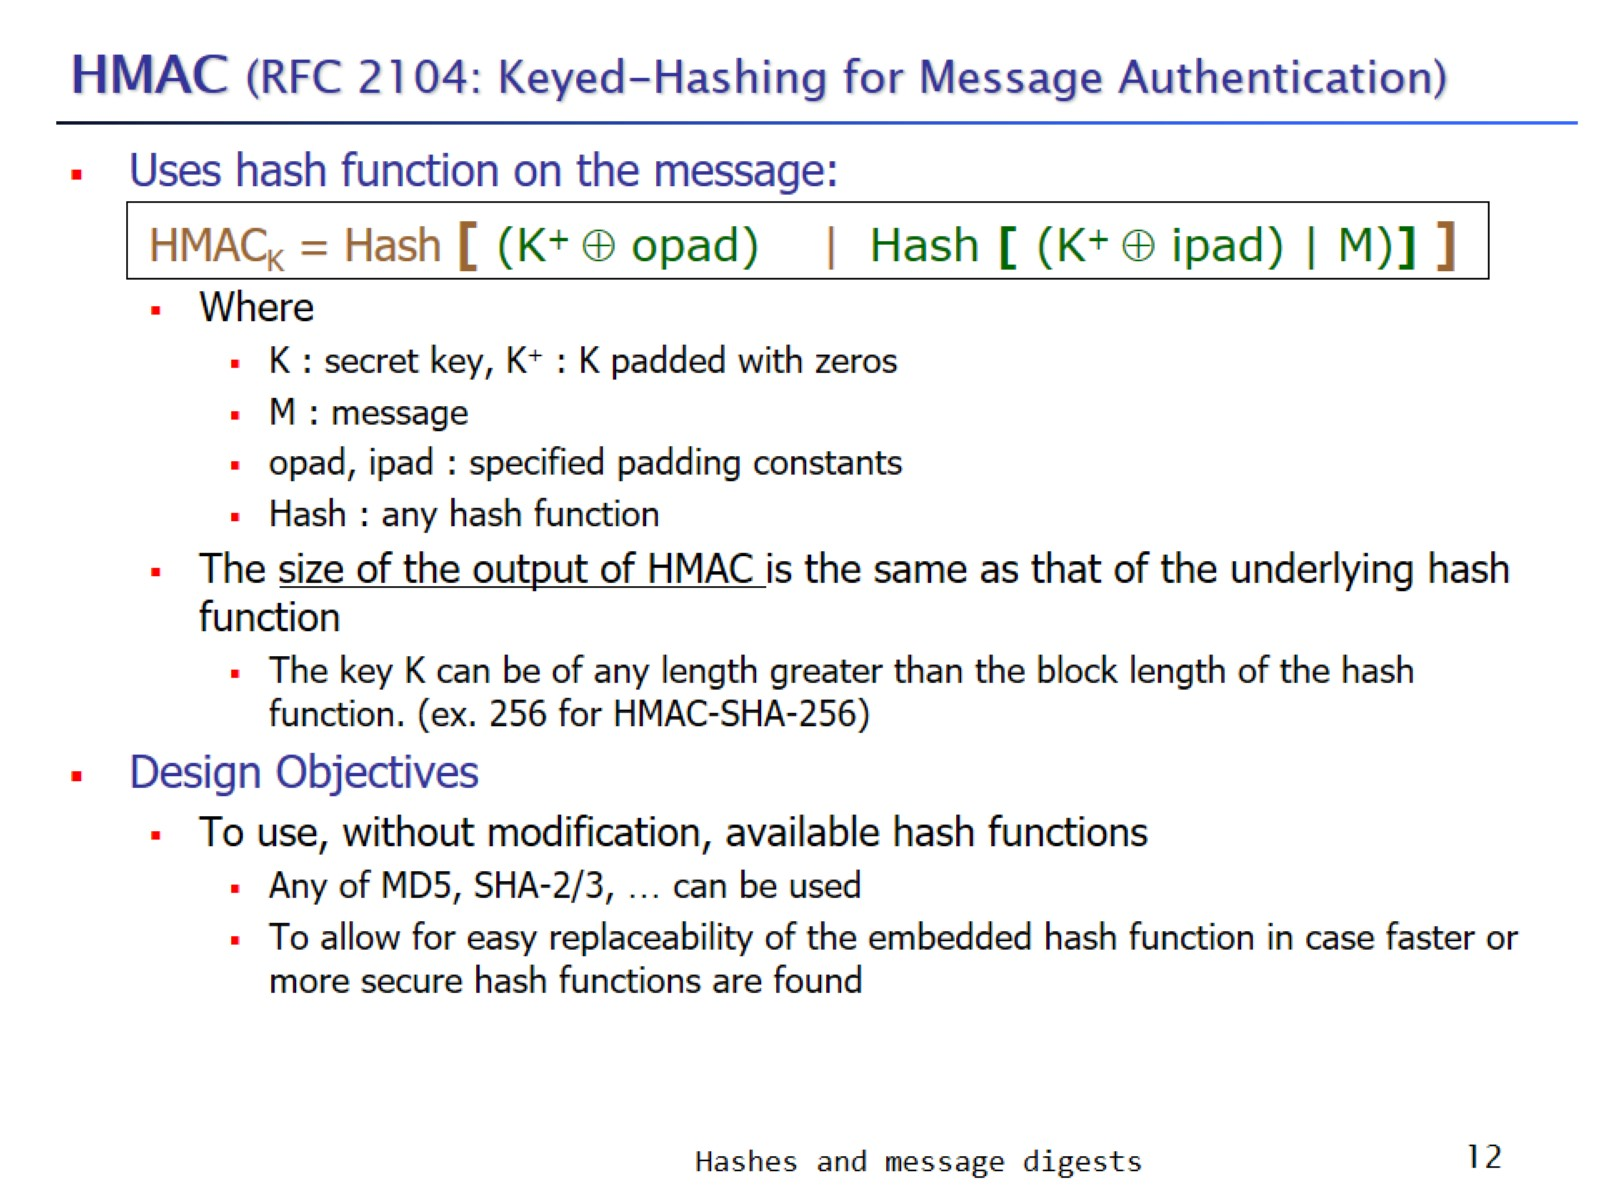 HMAC (RFC 2104: Keyed-Hashing for Message Authentication)
▪ Uses hash function on the message:
HMAC_K = Hash [ (K⁺ ⊕ opad) | Hash [ (K⁺ ⊕ ipad) | M)] ]
▪ Where
▪ K : secret key, K⁺ : K padded with zeros
▪ M : message
▪ opad, ipad : specified padding constants
▪ Hash : any hash function
▪ The size of the output of HMAC is the same as that of the underlying hash
function
▪ The key K can be of any length greater than the block length of the hash
function. (ex. 256 for HMAC-SHA-256)
▪ Design Objectives
▪ To use, without modification, available hash functions
▪ Any of MD5, SHA-2/3, … can be used
▪ To allow for easy replaceability of the embedded hash function in case faster or
more secure hash functions are found
Hashes and message digests
12